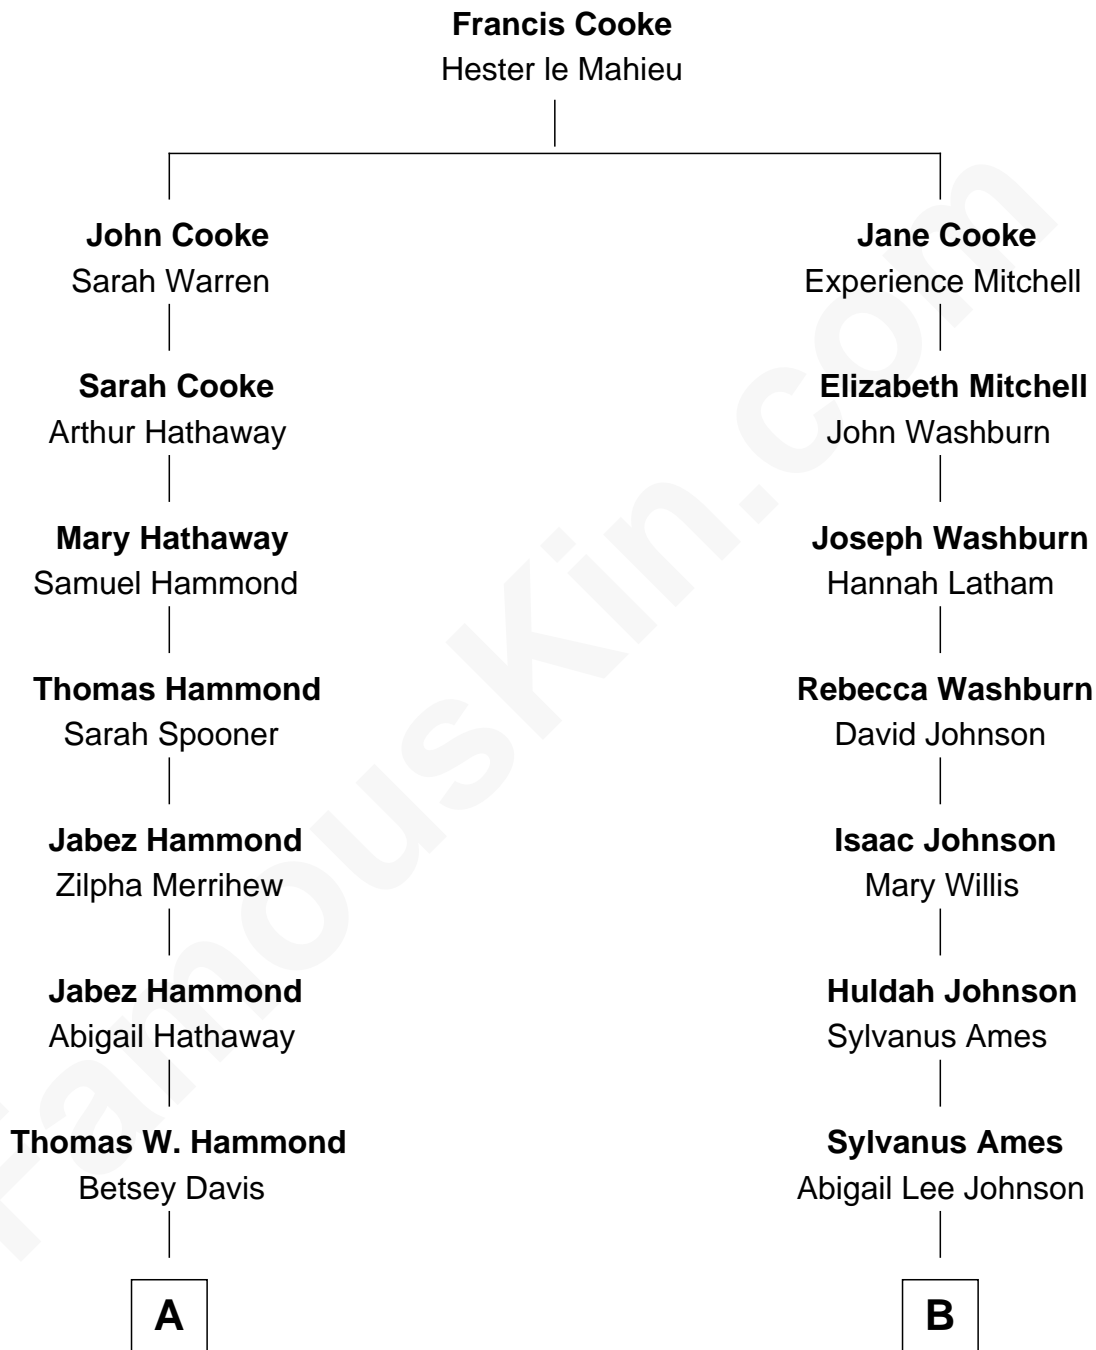 Francis Cooke
Hester le Mahieu
John Cooke
Sarah Warren
Jane Cooke
Experience Mitchell
Sarah Cooke
Arthur Hathaway
Elizabeth Mitchell
John Washburn
Mary Hathaway
Samuel Hammond
Joseph Washburn
Hannah Latham
Thomas Hammond
Sarah Spooner
Rebecca Washburn
David Johnson
Jabez Hammond
Zilpha Merrihew
Isaac Johnson
Mary Willis
Jabez Hammond
Abigail Hathaway
Huldah Johnson
Sylvanus Ames
Thomas W. Hammond
Betsey Davis
Sylvanus Ames
Abigail Lee Johnson
A
B
FamousKin.com